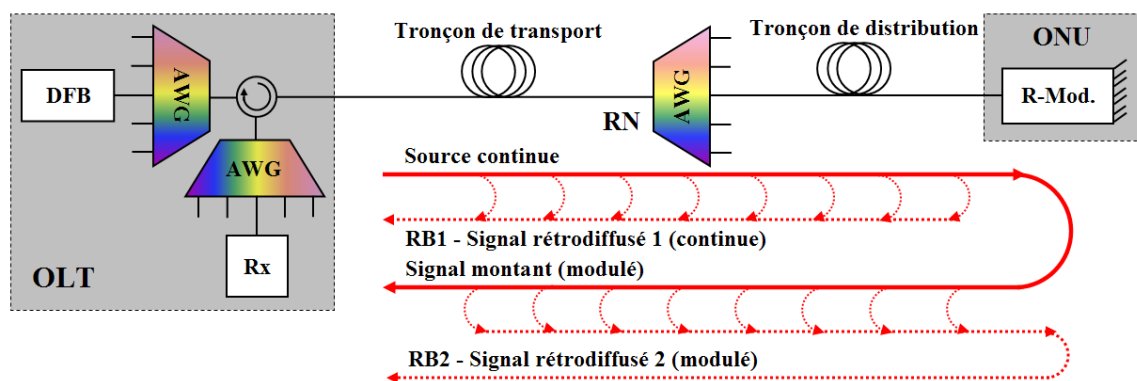 Tronçon de transport
Tronçon de distribution
ONU
DFB
AWG
AWG
R-Mod.
RN
AWG
Source continue
Rx
OLT
RB1 - Signal rétrodiffusé 1 (continue)
Signal montant (modulé)
RB2 - Signal rétrodiffusé 2 (modulé)